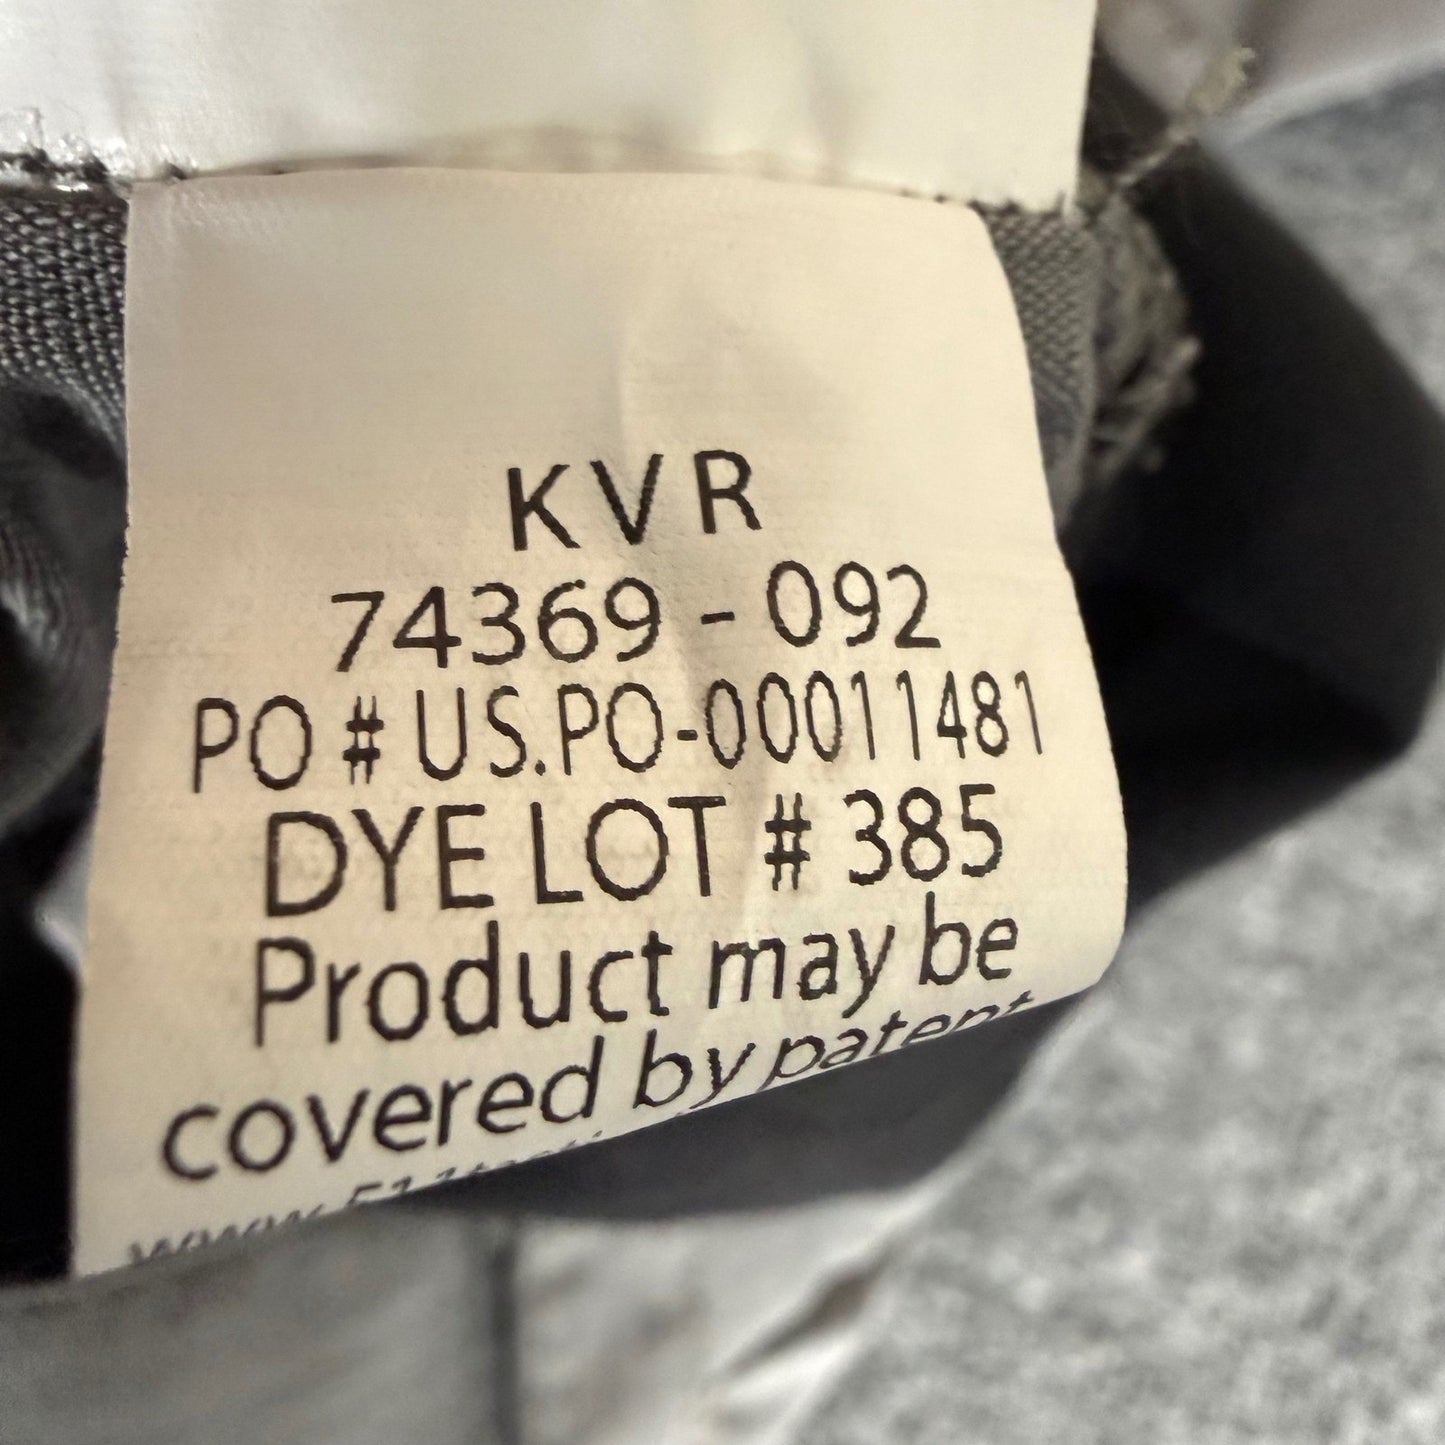 KVR
74369 - 092
PO # US.PO-00011481
DYE LOT # 385
Product may be
covered by patent